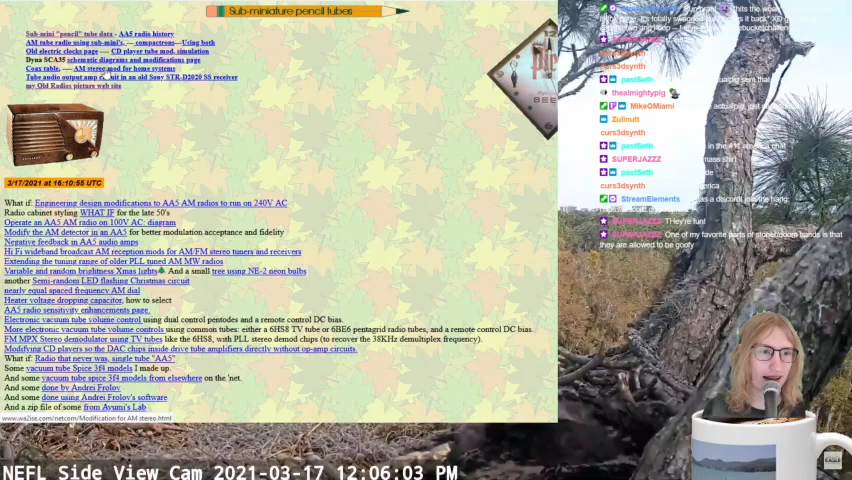 Sub-miniature pencil tubes
Sub-mini "pencil" tube data - AA5 radio history
AM tube radio using sub-mini's, --- compactrons---Using both
Old electric clocks page --- CD player tube mod, simulation
Dyna SCA35 schematic diagrams and modifications page
Coax table, --- AM stereo mod for home systems
Tube audio output amp circuit in an old Sony STR-D2020 SS receiver
my Old Radios picture web site
3/17/2021 at 16:10:55 UTC
What if: Engineering design modifications to AA5 AM radios to run on 240V AC
Radio cabinet styling WHAT IF for the late 50's
Operate an AA5 AM radio on 100V AC: diagram
Modify the AM detector in an AA5 for better modulation acceptance and fidelity
Negative feedback in AA5 audio amps
Hi Fi wideband broadcast AM reception mods for AM/FM stereo tuners and receivers
Extending the tuning range of older PLL tuned AM MW radios
Variable and random brightness Xmas lights And a small tree using NE-2 neon bulbs
another Semi-random LED flashing Christmas circuit
nearly equal spaced frequency AM dial
Heater voltage dropping capacitor, how to select
AA5 radio sensitivity enhancements page.
Electronic vacuum tube volume control using dual control pentodes and a remote control DC bias.
More electronic vacuum tube volume controls using common tubes: either a 6HS8 TV tube or 6BE6 pentagrid radio tubes, and a remote control DC bias.
FM MPX Stereo demodulator using TV tubes like the 6HS8, with PLL stereo demod chips (to recover the 38KHz demultiplex frequency).
Modifying CD players so the DAC chips inside drive tube amplifiers directly without op-amp circuits.
What if: Radio that never was, single tube "AA5"
Some vacuum tube Spice 3f4 models I made up.
And some vacuum tube spice 3f4 models from elsewhere on the 'net.
And some done by Andrei Frolov
And some done using Andrei Frolov's software
And a zip file of some from Ayumi's Lab
www.wa2ise.com/netcom/Modification for AM stereo.html
curs3dsynth
pastSeth
thealmightypig
MikeOMiami
Zullnutt
curs3dsynth
pastSeth in the #1 america chat
SUPERJAZZZ
pastSeth
curs3dsynth
StreamElements
SUPERJAZZZ They're fun!
SUPERJAZZZ One of my favorite parts of stoner/doom bands is that
they are allowed to be goofy
NEFL Side View Cam 2021-03-17 12:06:03 PM